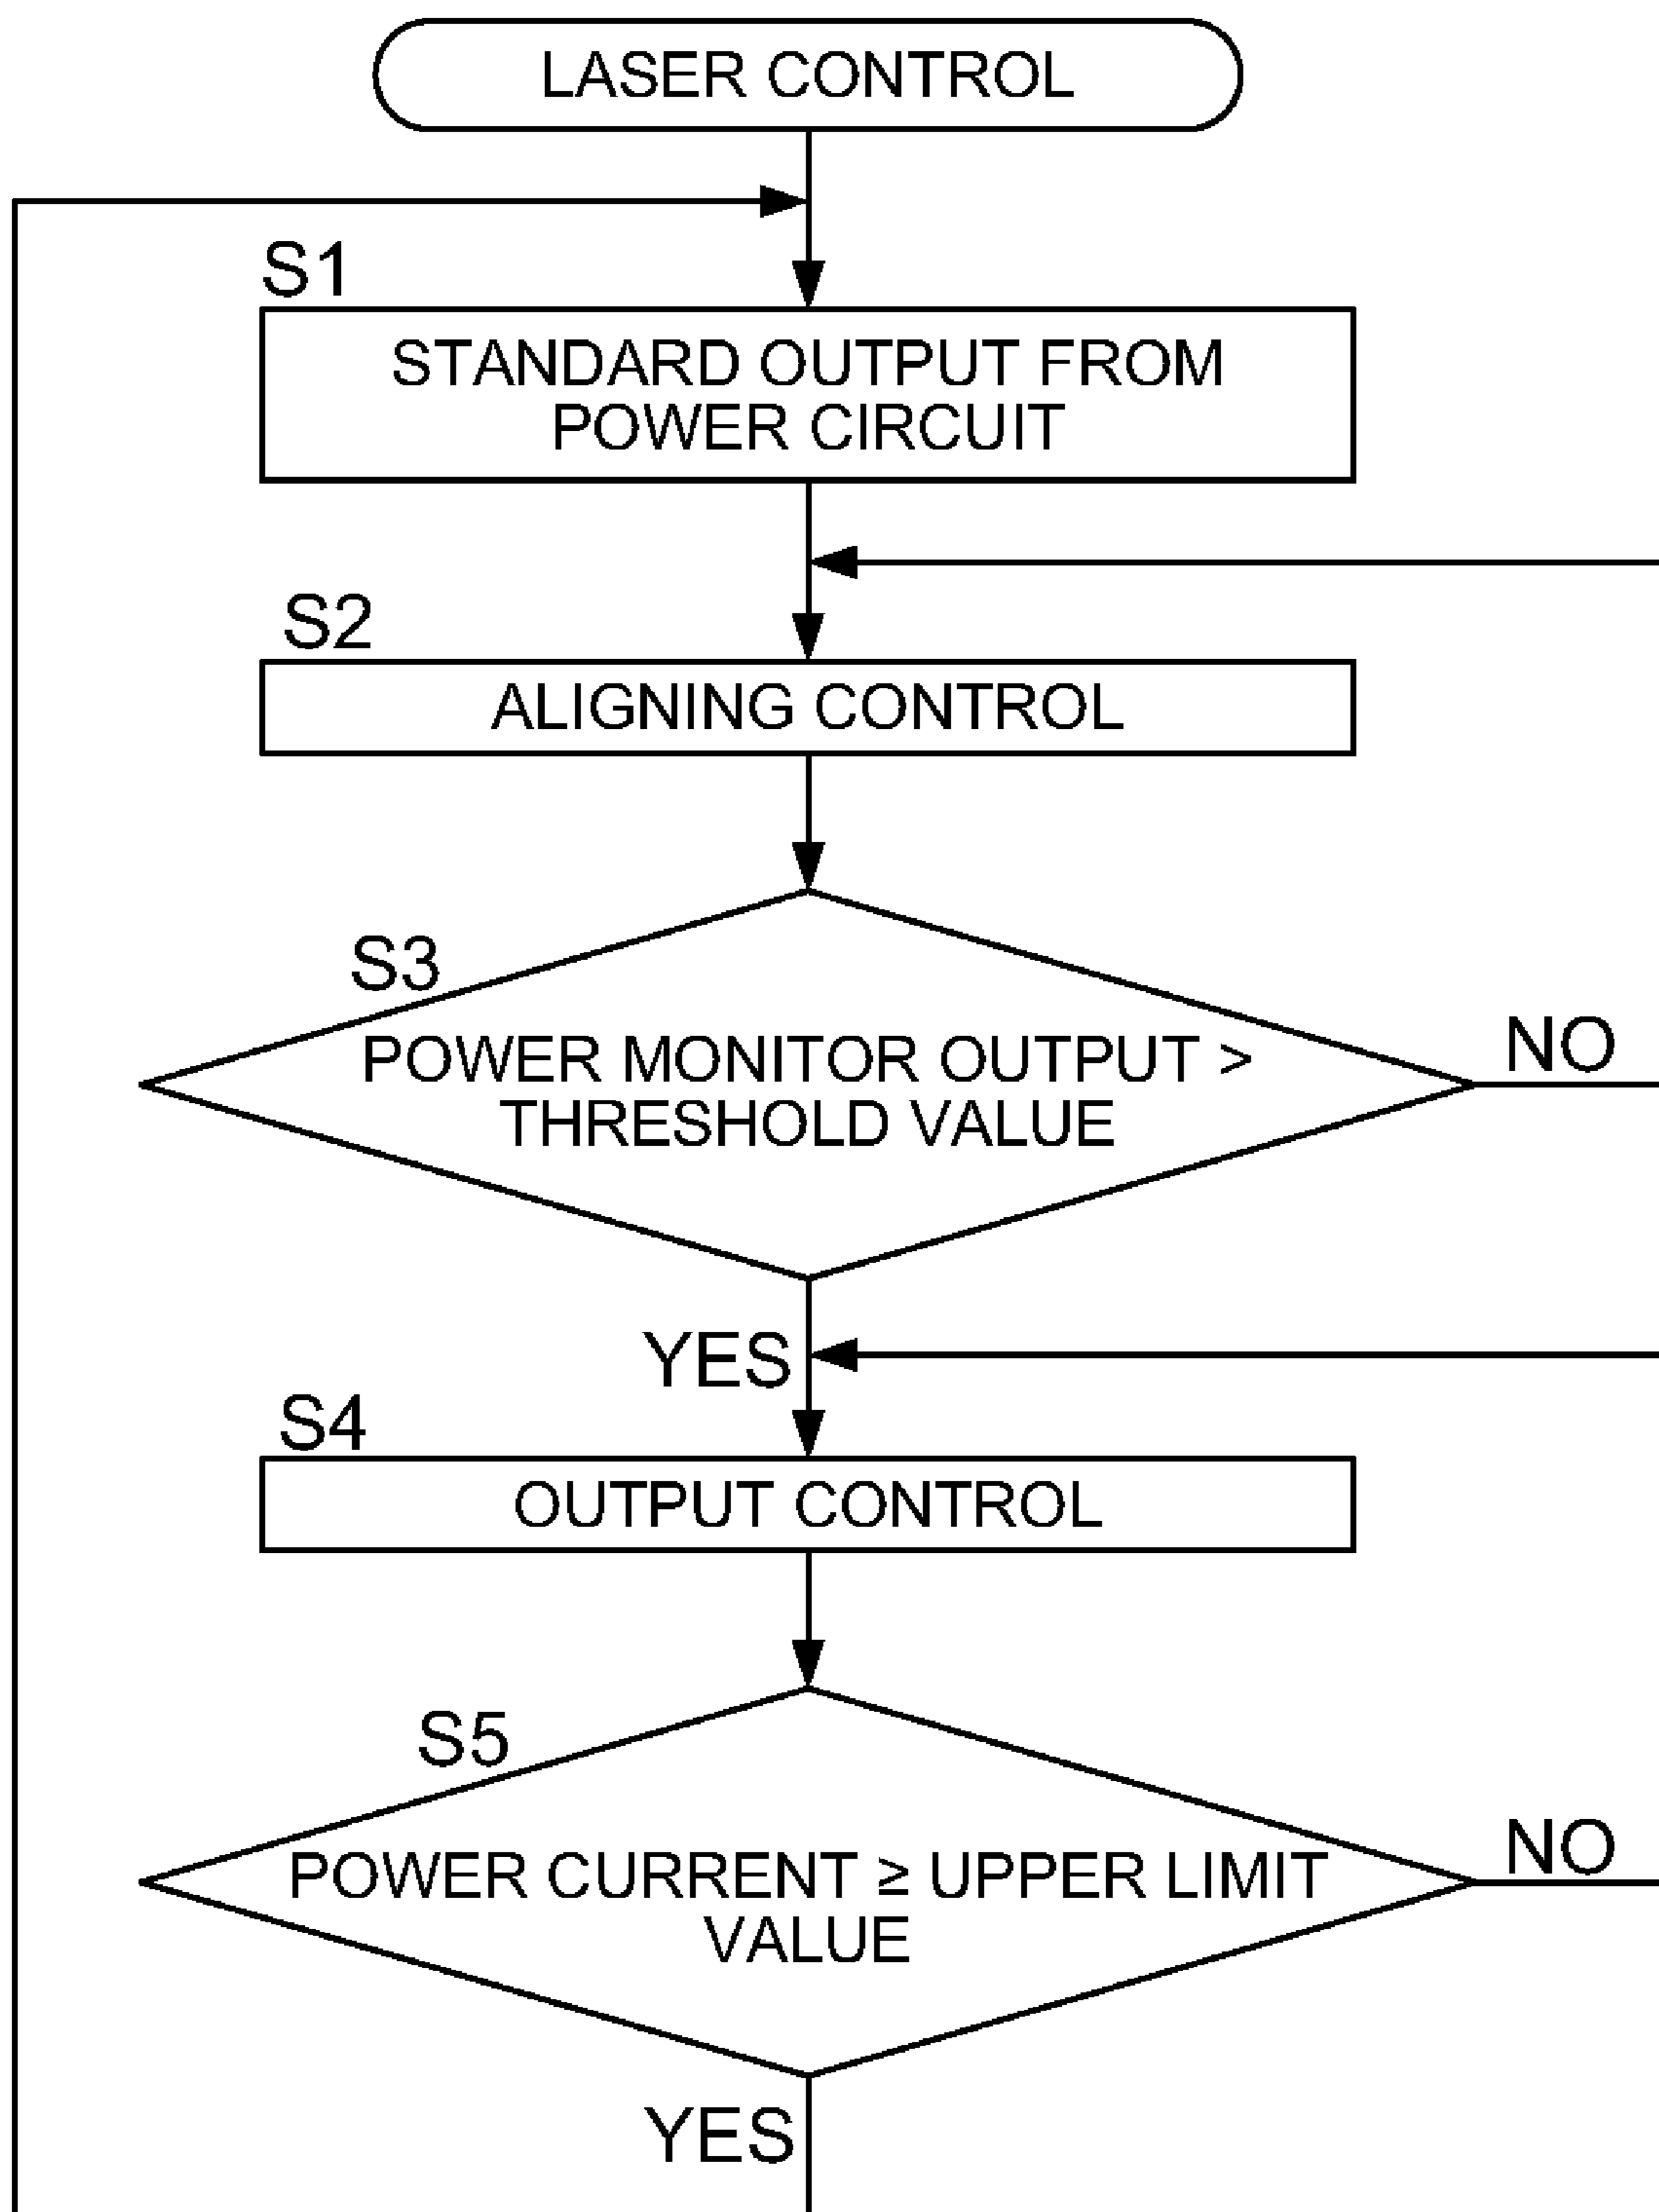 LASER CONTROL
S1
STANDARD OUTPUT FROM
POWER CIRCUIT
S2
ALIGNING CONTROL
S3
POWER MONITOR OUTPUT >
THRESHOLD VALUE
NO
YES
S4
OUTPUT CONTROL
S5
POWER CURRENT ≥ UPPER LIMIT
VALUE
NO
YES